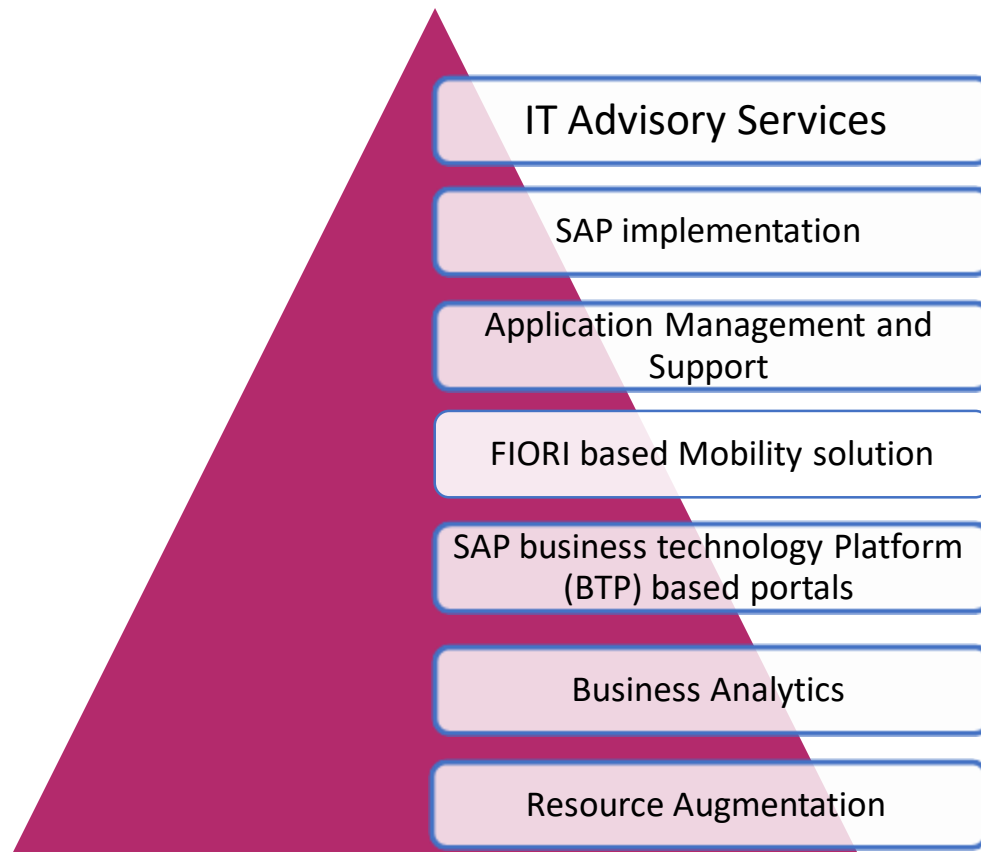 IT Advisory Services
SAP implementation
Application Management and
Support
FIORI based Mobility solution
SAP business technology Platform
(BTP) based portals
Business Analytics
Resource Augmentation